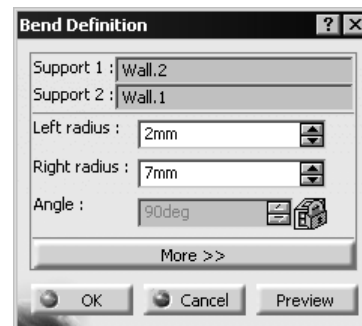 Bend Definition ? X
Support 1 : Wall.2
Support 2 : Wall.1
Left radius : 2mm
Right radius : 7mm
Angle : 90deg
More >>
OK Cancel Preview